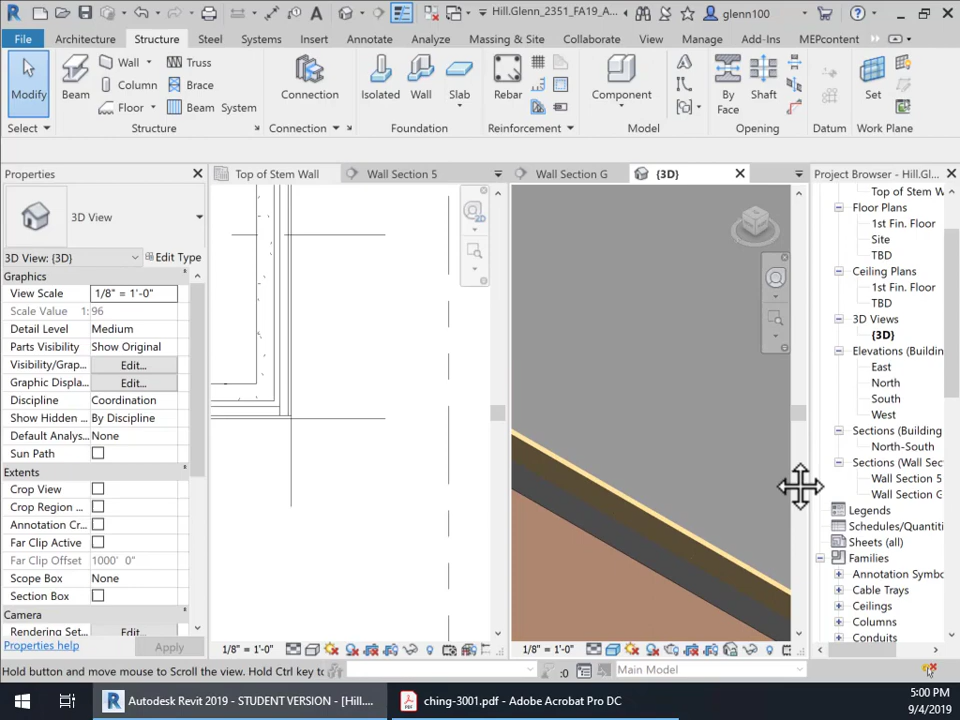 Hill.Glenn_2351_FA19_A...
glenn100
File
Architecture
Structure
Steel
Systems
Insert
Annotate
Analyze
Massing & Site
Collaborate
View
Manage
Add-Ins
MEPcontent
Modify
Beam
Wall
Column
Floor
Truss
Brace
Beam System
Connection
Isolated
Wall
Slab
Rebar
Component
By
Face
Shaft
Set
Select
Structure
Connection
Foundation
Reinforcement
Model
Opening
Datum
Work Plane
Properties
Top of Stem Wall
Wall Section 5
Wall Section G
{3D}
Project Browser - Hill.Gl...
3D View
3D View: {3D}
Edit Type
Graphics
View Scale 1/8" = 1'-0"
Scale Value 1: 96
Detail Level Medium
Parts Visibility Show Original
Visibility/Grap... Edit...
Graphic Displa... Edit...
Discipline Coordination
Show Hidden By Discipline
Default Analys... None
Sun Path
Extents
Crop View
Crop Region
Annotation Cr...
Far Clip Active
Far Clip Offset 1000' 0"
Scope Box None
Section Box
Camera
Rendering Set... Edit...
Properties help
Apply
2D
1/8" = 1'-0"
1/8" = 1'-0"
Top of Stem W
Floor Plans
1st Fin. Floor
Site
TBD
Ceiling Plans
1st Fin. Floor
TBD
3D Views
{3D}
Elevations (Buildin
East
North
South
West
Sections (Building
North-South
Sections (Wall Sec
Wall Section 5
Wall Section G
Legends
Schedules/Quantiti
Sheets (all)
Families
Annotation Symbo
Cable Trays
Ceilings
Columns
Conduits
Hold button and move mouse to Scroll the view. Hold Ctrl key to
:0
Main Model
Autodesk Revit 2019 - STUDENT VERSION - [Hill....
ching-3001.pdf - Adobe Acrobat Pro DC
5:00 PM
9/4/2019